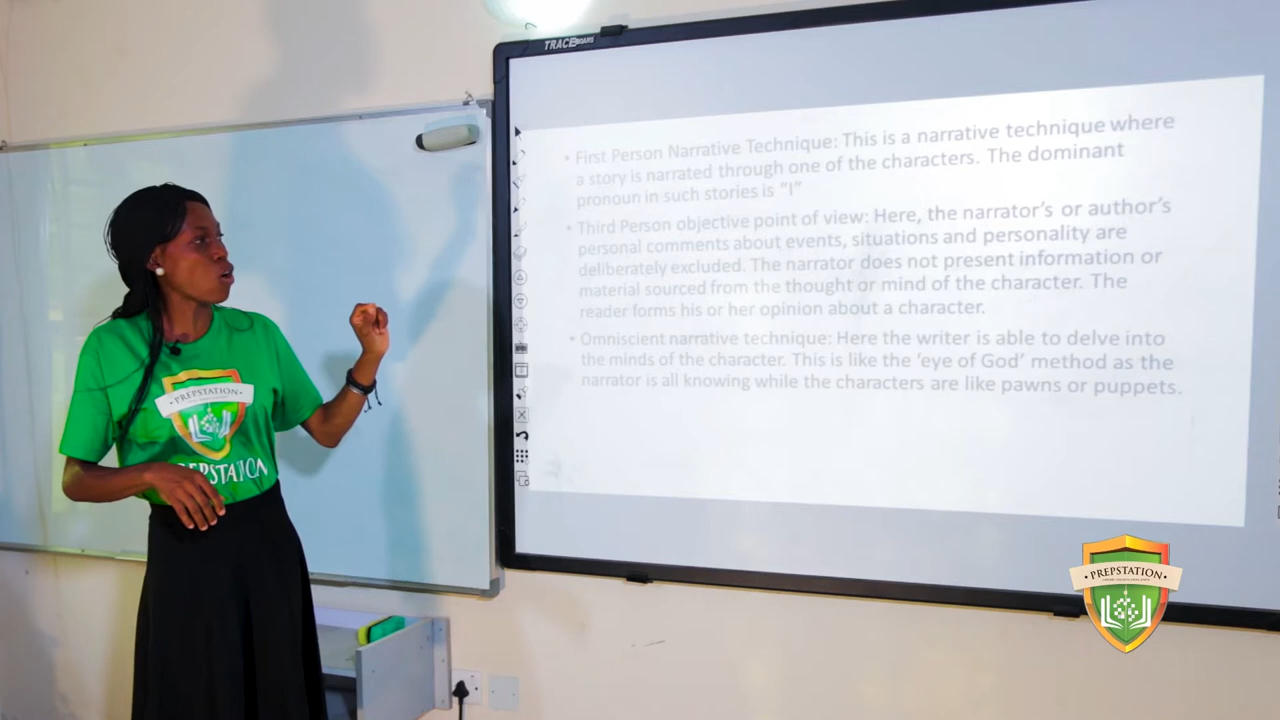 TRACEBOARD
• First Person Narrative Technique: This is a narrative technique where
a story is narrated through one of the characters. The dominant
pronoun in such stories is "I"
• Third Person objective point of view: Here, the narrator's or author's
personal comments about events, situations and personality are
deliberately excluded. The narrator does not present information or
material sourced from the thought or mind of the character. The
reader forms his or her opinion about a character.
• Omniscient narrative technique: Here the writer is able to delve into
the minds of the character. This is like the 'eye of God' method as the
narrator is all knowing while the characters are like pawns or puppets.
• PREPSTATION •
PREPSTATION
• PREPSTATION •